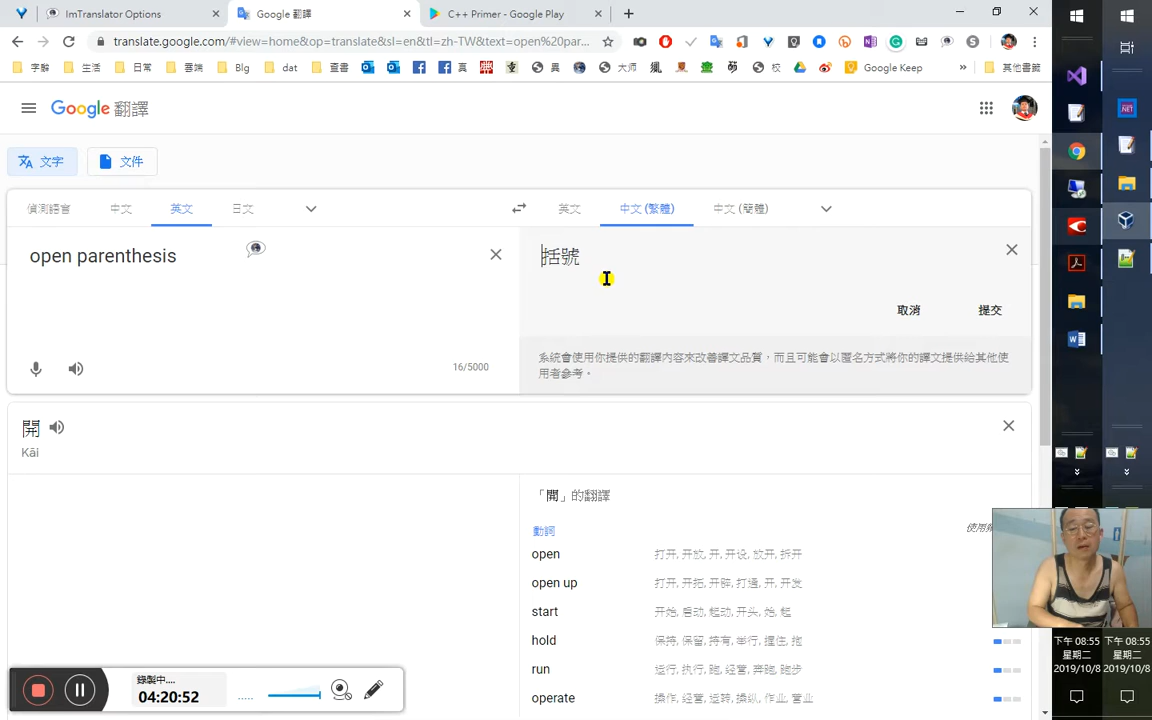 ImTranslator Options
Google 翻譯
C++ Primer - Google Play
translate.google.com/#view=home&op=translate&sl=en&tl=zh-TW&text=open%20par...
字辭
生活
日常
雲端
Blg
dat
查書
真
異
大师
校
Google Keep
»
其他書籤
Google 翻譯
文字
文件
偵測語言
中文
英文
日文
英文
中文 (繁體)
中文 (簡體)
open parenthesis
括號
取消
提交
16/5000
系統會使用你提供的翻譯內容來改善譯文品質，而且可能會以匿名方式將你的譯文提供給其他使
用者參考。
開
Kāi
「開」的翻譯
動詞
open
打开, 开放, 开, 开设, 放开, 拆开
open up
打开, 开拓, 开辟, 打通, 开, 开发
start
开始, 启动, 起动, 开头, 始, 起
hold
保持, 保留, 持有, 举行, 握住, 抱
run
运行, 执行, 跑, 经营, 奔跑, 跑步
operate
操作, 经营, 运转, 操纵, 作业, 营业
錄製中....
04:20:52
下午 08:55
星期二
2019/10/8
下午 08:55
星期二
2019/10/8